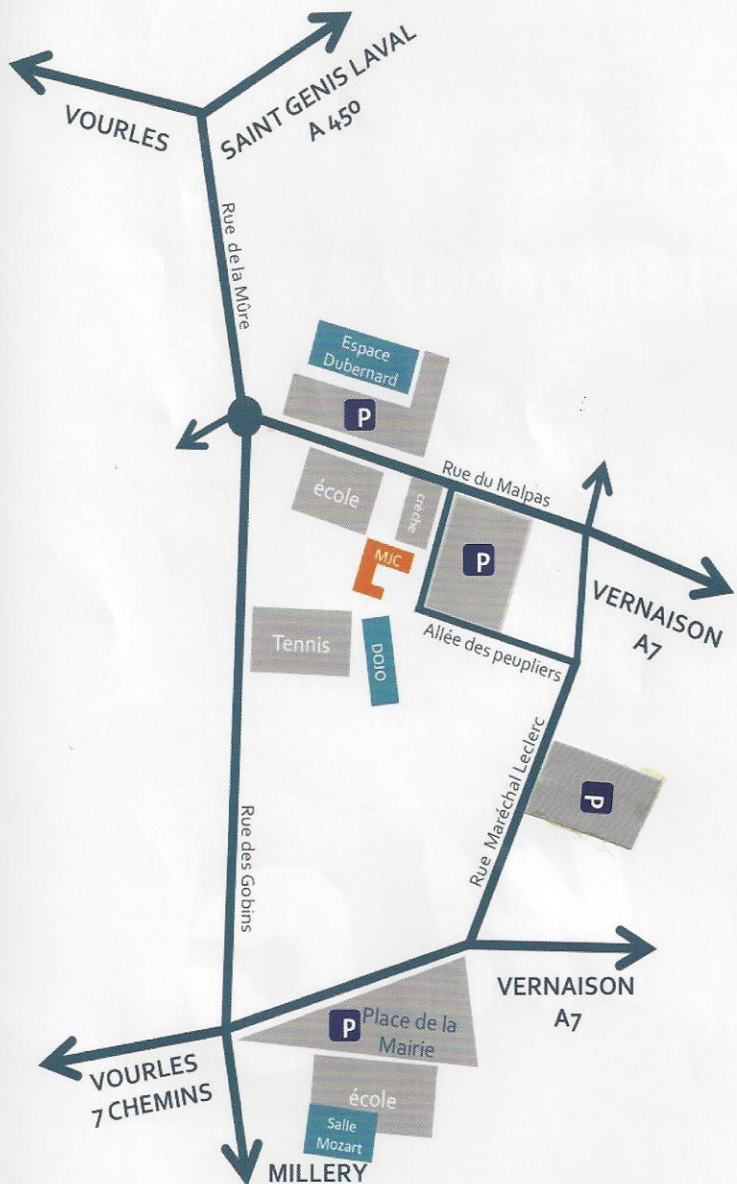 VOURLES
SAINT GENIS LAVAL
A 450
Rue de la Mûre
Espace
Dubernard
P
Rue du Malpas
école
crèche
MJC
P
VERNAISON
A7
Tennis
DOJO
Allée des peupliers
Rue Maréchal Leclerc
P
Rue des Gobins
VERNAISON
A7
P
Place de la
Mairie
VOURLES
7 CHEMINS
école
Salle
Mozart
MILLERY